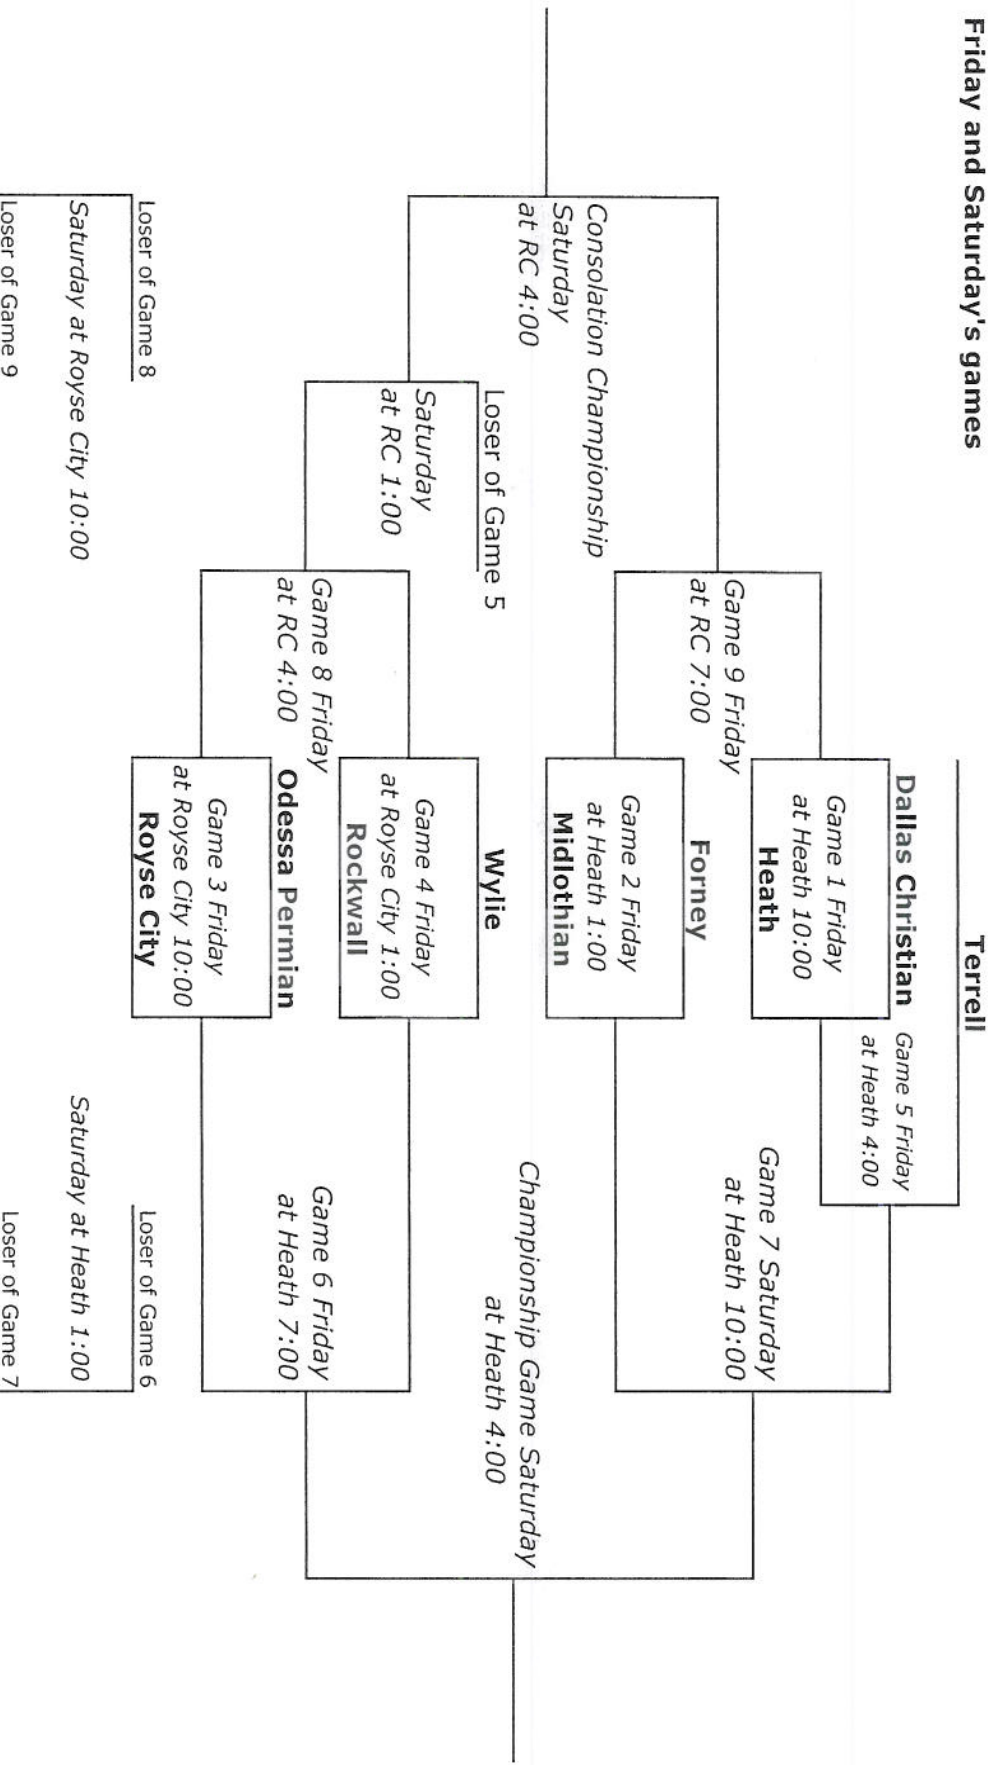 Friday and Saturday's games
Terrell
Dallas Christian
Game 5 Friday
at Heath 4:00
Game 1 Friday
at Heath 10:00
Heath
Game 7 Saturday
at Heath 10:00
Game 9 Friday
at RC 7:00
Forney
Game 2 Friday
at Heath 1:00
Midlothian
Consolation Championship
Saturday
at RC 4:00
Championship Game Saturday
at Heath 4:00
Loser of Game 5
Saturday
at RC 1:00
Wylie
Game 4 Friday
at Royse City 1:00
Rockwall
Game 8 Friday
at RC 4:00
Game 6 Friday
at Heath 7:00
Odessa Permian
Game 3 Friday
at Royse City 10:00
Royse City
Loser of Game 8
Saturday at Royse City 10:00
Loser of Game 9
Loser of Game 6
Saturday at Heath 1:00
Loser of Game 7